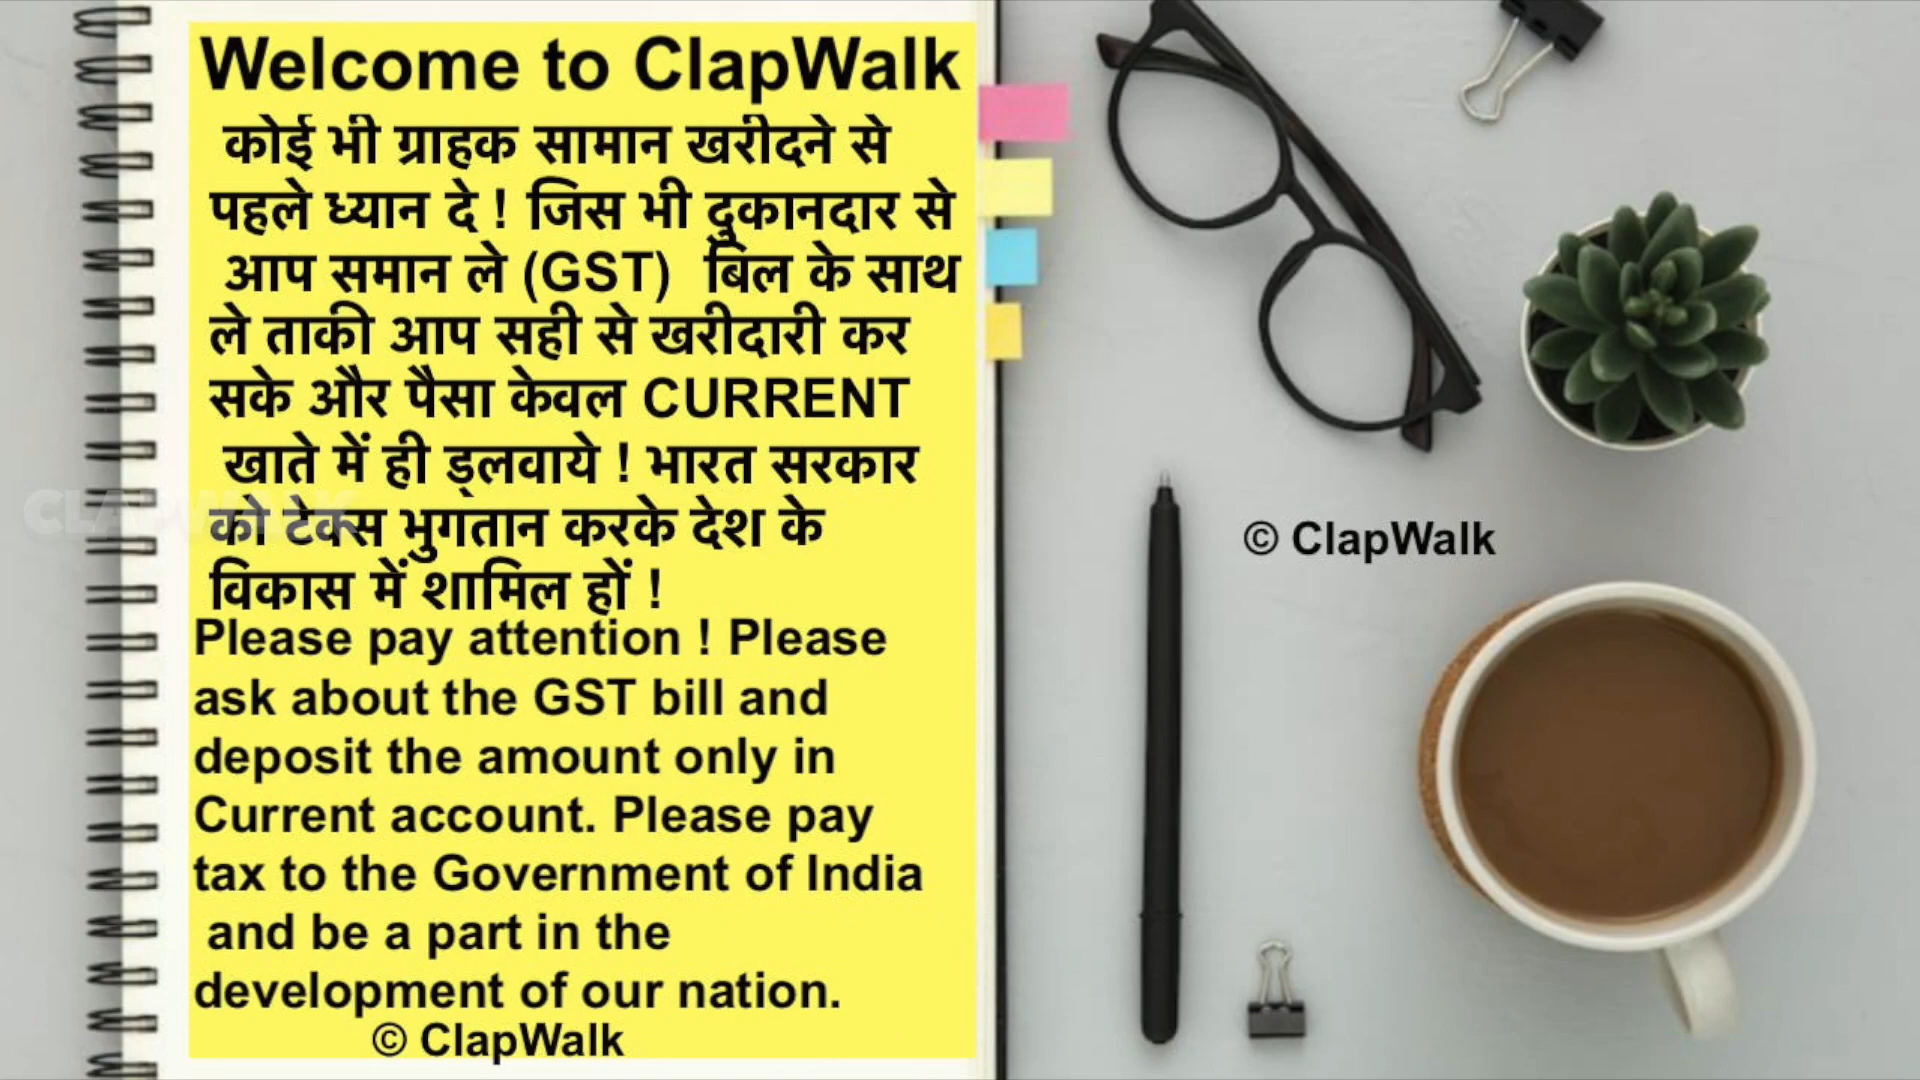 Welcome to ClapWalk
कोई भी ग्राहक सामान खरीदने से
पहले ध्यान दे ! जिस भी दुकानदार से
आप समान ले (GST) बिल के साथ
ले ताकी आप सही से खरीदारी कर
सके और पैसा केवल CURRENT
खाते में ही ड्लवाये ! भारत सरकार
को टेक्स भुगतान करके देश के
विकास में शामिल हों !
Please pay attention ! Please
ask about the GST bill and
deposit the amount only in
Current account. Please pay
tax to the Government of India
and be a part in the
development of our nation.
© ClapWalk
© ClapWalk
CLAPWALK